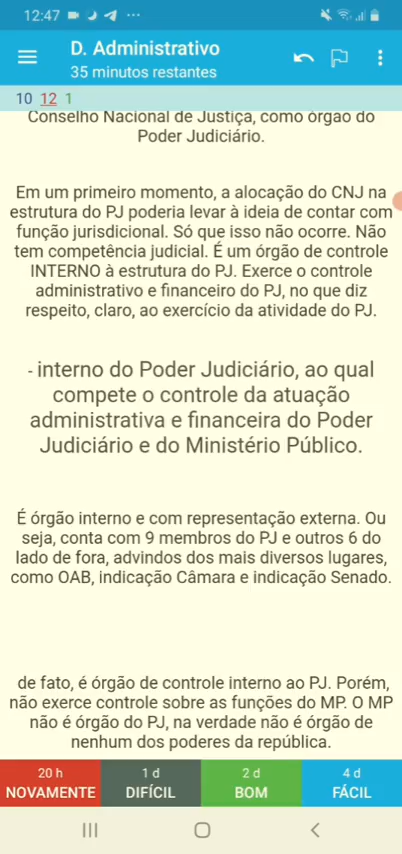 12:47
D. Administrativo
35 minutos restantes
10 12 1
Conselho Nacional de Justiça, como órgão do
Poder Judiciário.
Em um primeiro momento, a alocação do CNJ na
estrutura do PJ poderia levar à ideia de contar com
função jurisdicional. Só que isso não ocorre. Não
tem competência judicial. É um órgão de controle
INTERNO à estrutura do PJ. Exerce o controle
administrativo e financeiro do PJ, no que diz
respeito, claro, ao exercício da atividade do PJ.
- interno do Poder Judiciário, ao qual
compete o controle da atuação
administrativa e financeira do Poder
Judiciário e do Ministério Público.
É órgão interno e com representação externa. Ou
seja, conta com 9 membros do PJ e outros 6 do
lado de fora, advindos dos mais diversos lugares,
como OAB, indicação Câmara e indicação Senado.
de fato, é órgão de controle interno ao PJ. Porém,
não exerce controle sobre as funções do MP. O MP
não é órgão do PJ, na verdade não é órgão de
nenhum dos poderes da república.
20 h 1 d 2 d 4 d
NOVAMENTE DIFÍCIL BOM FÁCIL